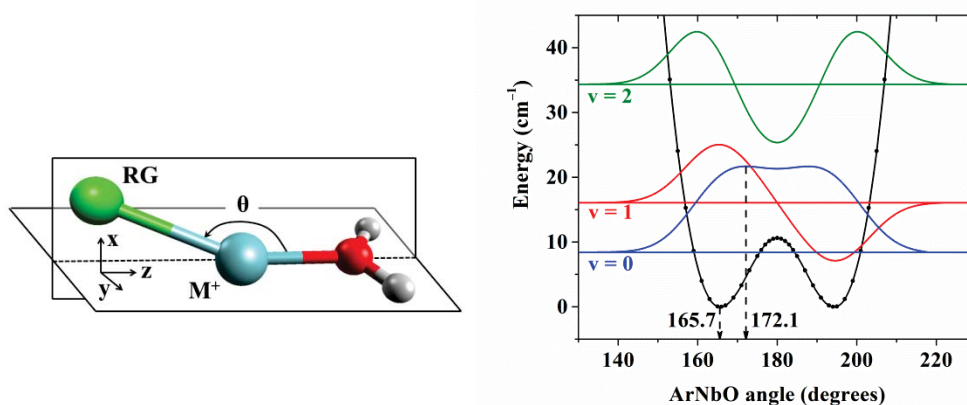 RG
θ
x
z
y
M⁺
Energy (cm⁻¹)
40
30
20
10
0
v = 2
v = 1
v = 0
165.7
172.1
140
160
180
200
220
ArNbO angle (degrees)